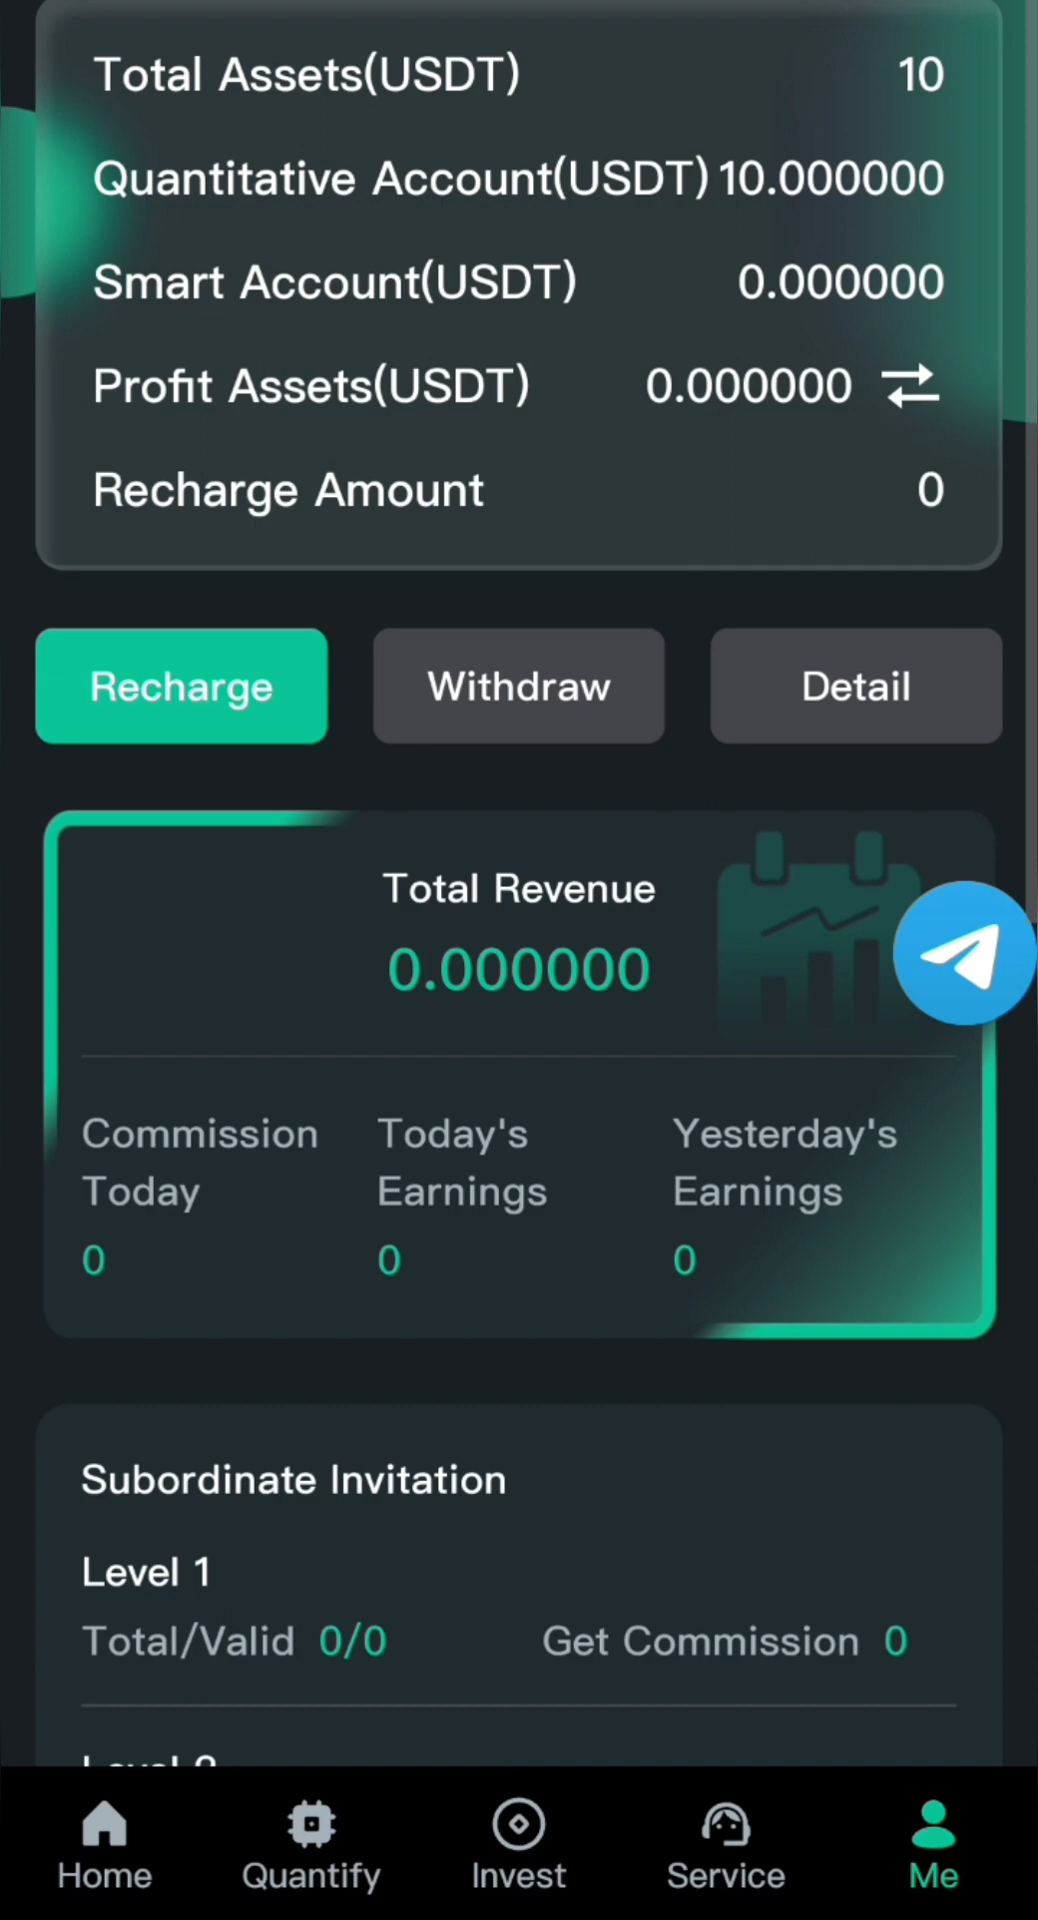 Total Assets(USDT) 10
Quantitative Account(USDT) 10.000000
Smart Account(USDT) 0.000000
Profit Assets(USDT) 0.000000
Recharge Amount 0
Recharge Withdraw Detail
Total Revenue
0.000000
Commission Today's Yesterday's
Today Earnings Earnings
0 0 0
Subordinate Invitation
Level 1
Total/Valid 0/0 Get Commission 0
Home Quantify Invest Service Me